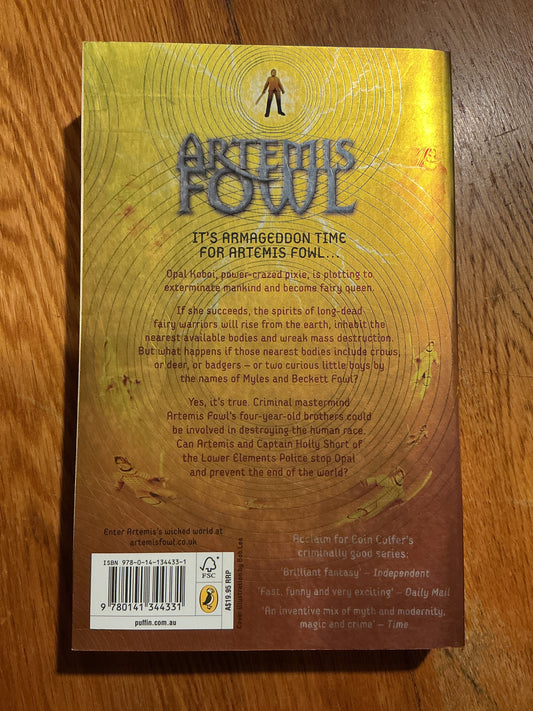 ARTEMIS
FOWL
IT'S ARMAGEDDON TIME
FOR ARTEMIS FOWL...
Opal Koboi, power-crazed pixie, is plotting to
exterminate mankind and become fairy queen.
If she succeeds, the spirits of long-dead
fairy warriors will rise from the earth, inhabit the
nearest available bodies and wreak mass destruction.
But what happens if those nearest bodies include crows,
or deer, or badgers – or two curious little boys by
the names of Myles and Beckett Fowl?
Yes, it's true. Criminal mastermind
Artemis Fowl's four-year-old brothers could
be involved in destroying the human race.
Can Artemis and Captain Holly Short of
the Lower Elements Police stop Opal
and prevent the end of the world?
Enter Artemis's wicked world at
artemisfowl.co.uk
ISBN 978-0-14-134433-1
9 780141 344331
FSC
A$19.95 RRP
puffin.com.au
Cover illustration by Bob Lea
Acclaim for Eoin Colfer's
criminally good series:
'Brilliant fantasy' – Independent
'Fast, funny and very exciting' – Daily Mail
'An inventive mix of myth and modernity,
magic and crime' – Time